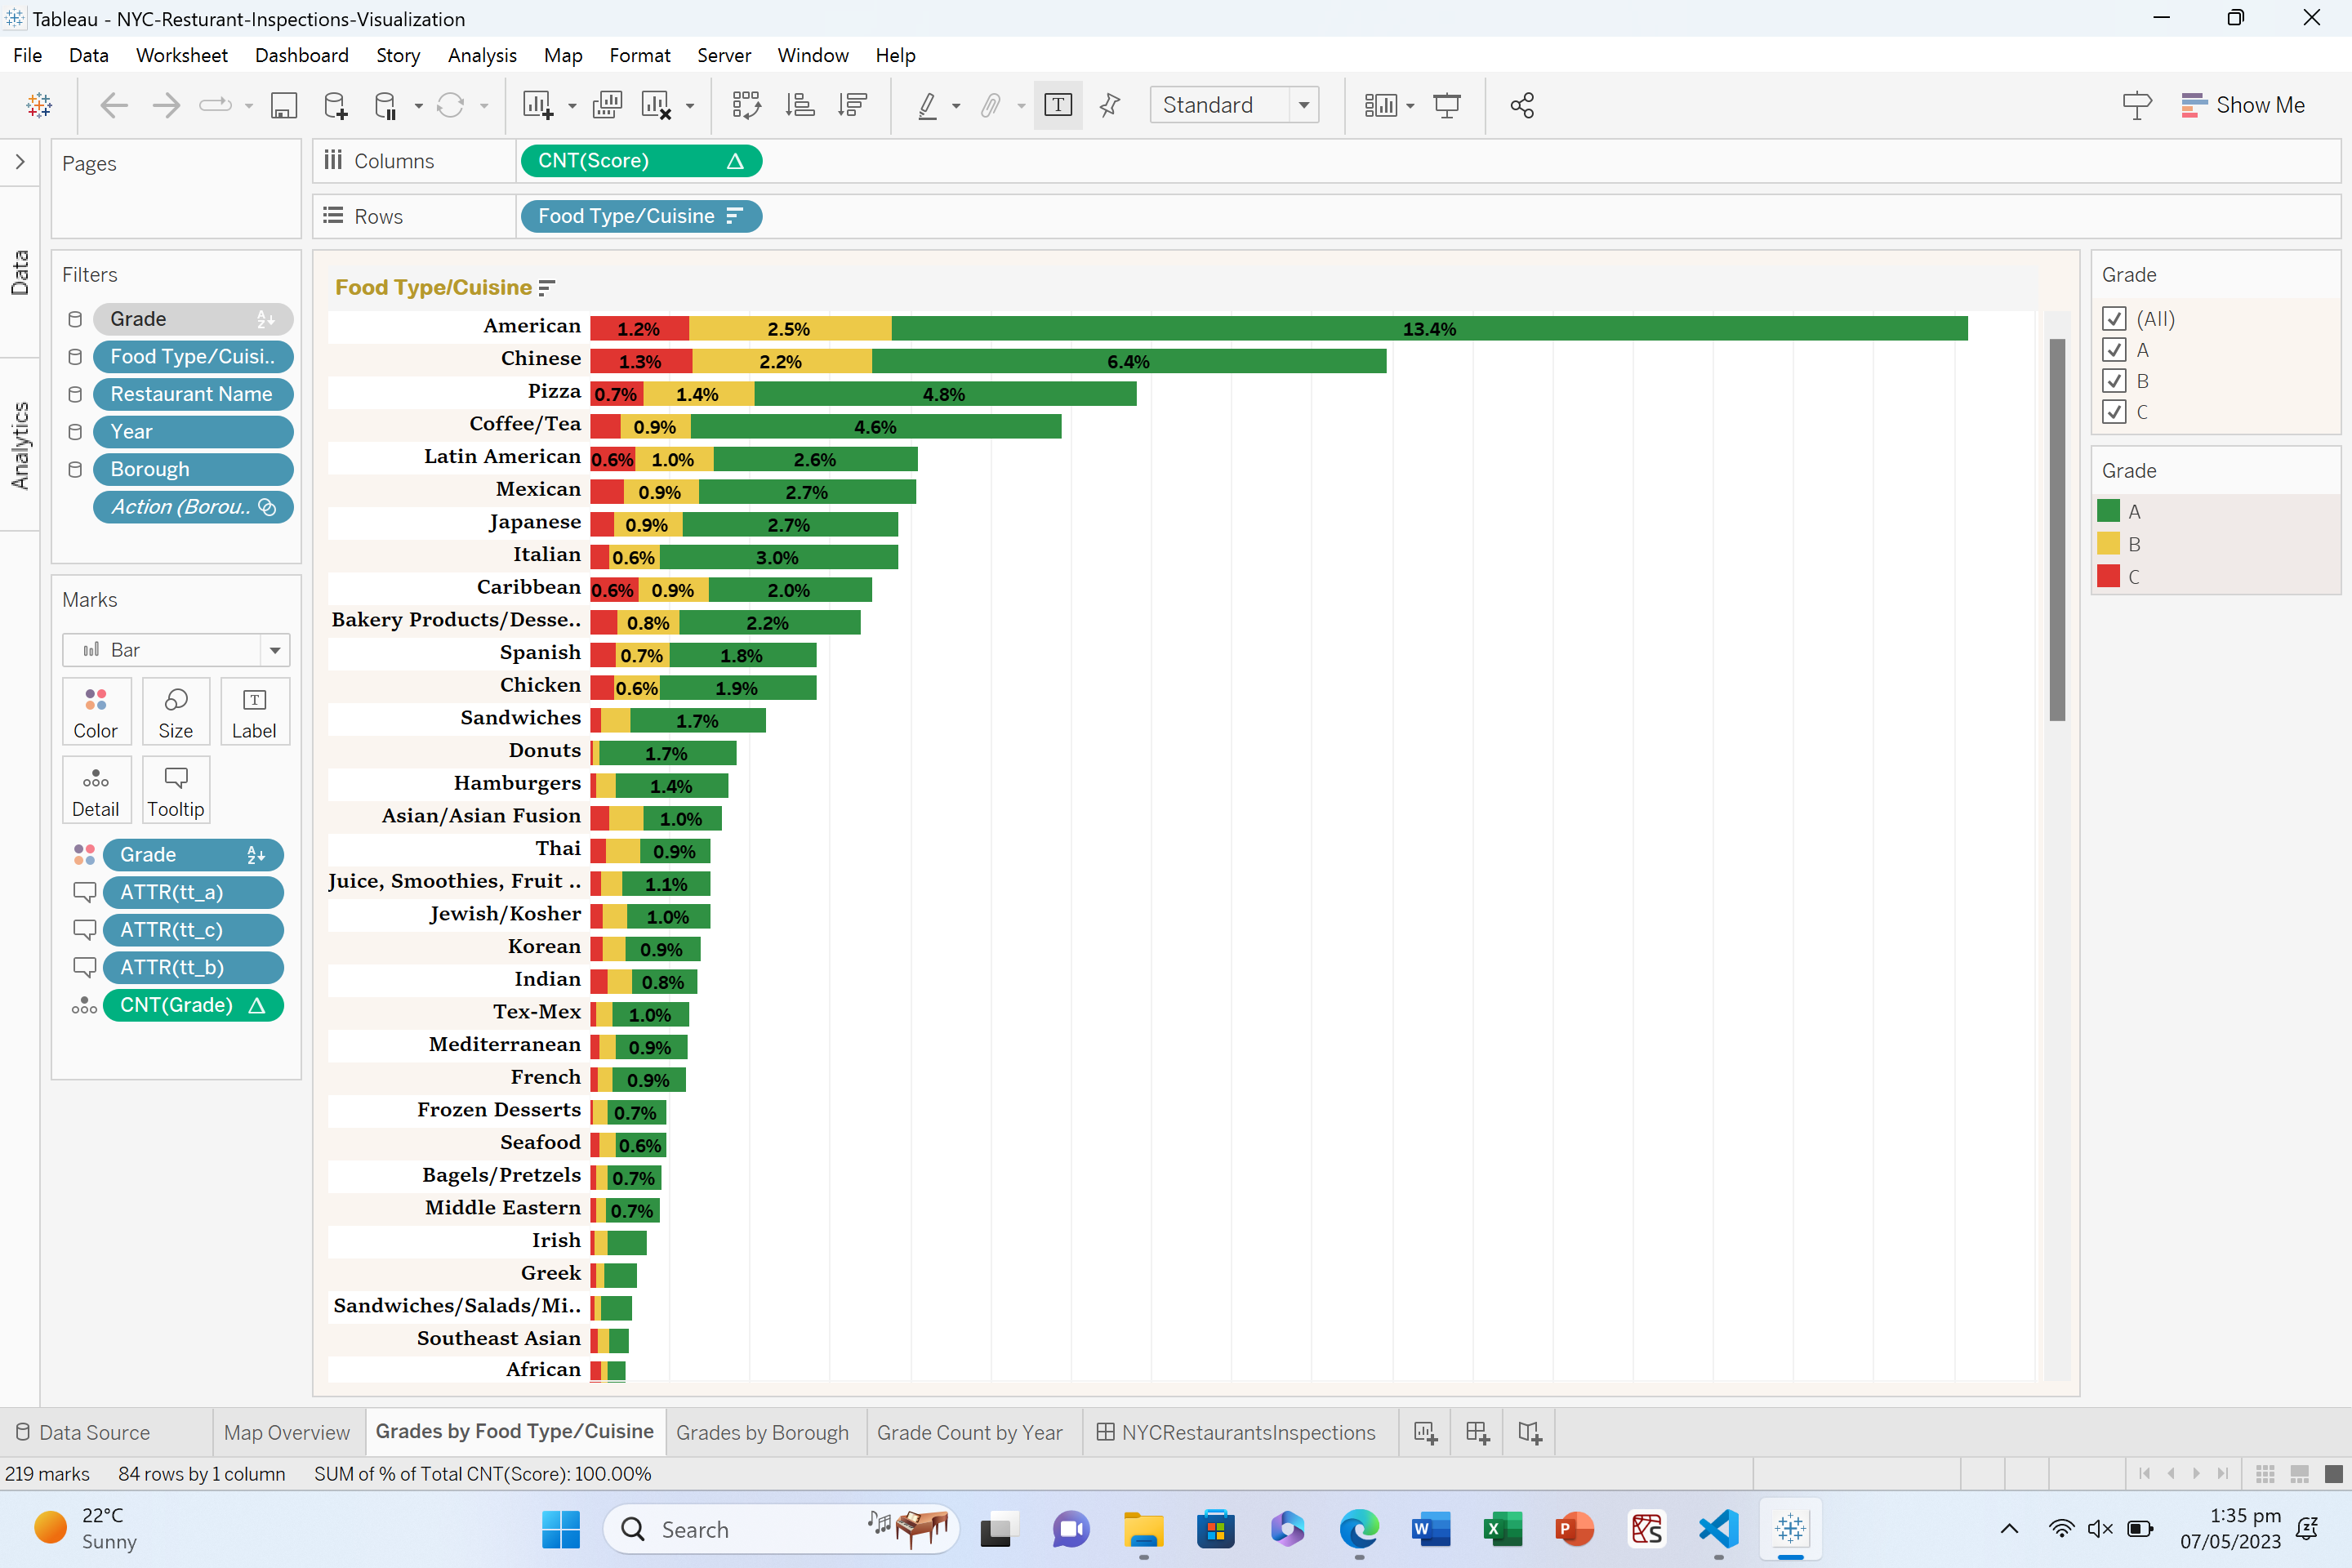 Tableau - NYC-Resturant-Inspections-Visualization
File Data Worksheet Dashboard Story Analysis Map Format Server Window Help
Standard
Show Me
Data
Analytics
Pages
Filters
Grade
Food Type/Cuisi..
Restaurant Name
Year
Borough
Action (Borou..
Marks
Bar
Color Size Label
Detail Tooltip
Grade
ATTR(tt_a)
ATTR(tt_c)
ATTR(tt_b)
CNT(Grade)
Columns CNT(Score)
Rows Food Type/Cuisine
Food Type/Cuisine
American 1.2% 2.5% 13.4%
Chinese 1.3% 2.2% 6.4%
Pizza 0.7% 1.4% 4.8%
Coffee/Tea 0.9% 4.6%
Latin American 0.6% 1.0% 2.6%
Mexican 0.9% 2.7%
Japanese 0.9% 2.7%
Italian 0.6% 3.0%
Caribbean 0.6% 0.9% 2.0%
Bakery Products/Desse.. 0.8% 2.2%
Spanish 0.7% 1.8%
Chicken 0.6% 1.9%
Sandwiches 1.7%
Donuts 1.7%
Hamburgers 1.4%
Asian/Asian Fusion 1.0%
Thai 0.9%
Juice, Smoothies, Fruit .. 1.1%
Jewish/Kosher 1.0%
Korean 0.9%
Indian 0.8%
Tex-Mex 1.0%
Mediterranean 0.9%
French 0.9%
Frozen Desserts 0.7%
Seafood 0.6%
Bagels/Pretzels 0.7%
Middle Eastern 0.7%
Irish
Greek
Sandwiches/Salads/Mi..
Southeast Asian
African
Grade
(All)
A
B
C
Grade
A
B
C
Data Source Map Overview Grades by Food Type/Cuisine Grades by Borough Grade Count by Year NYCRestaurantsInspections
219 marks 84 rows by 1 column SUM of % of Total CNT(Score): 100.00%
22°C
Sunny
Search
1:35 pm
07/05/2023